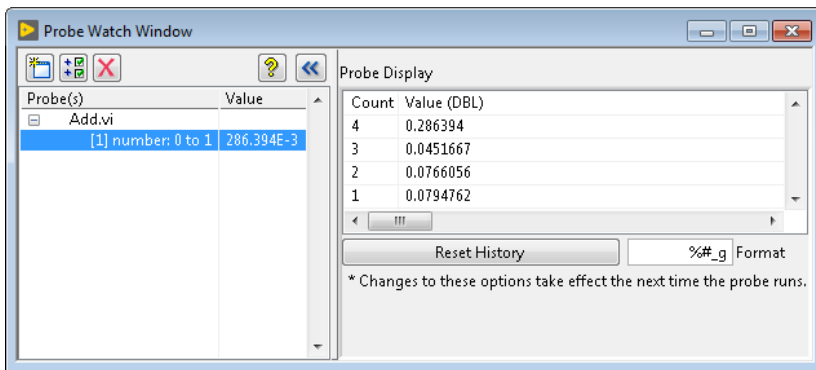 Probe Watch Window
Probe(s) Value
Add.vi
[1] number: 0 to 1 286.394E-3
Probe Display
Count Value (DBL)
4 0.286394
3 0.0451667
2 0.0766056
1 0.0794762
Reset History %#_g Format
* Changes to these options take effect the next time the probe runs.